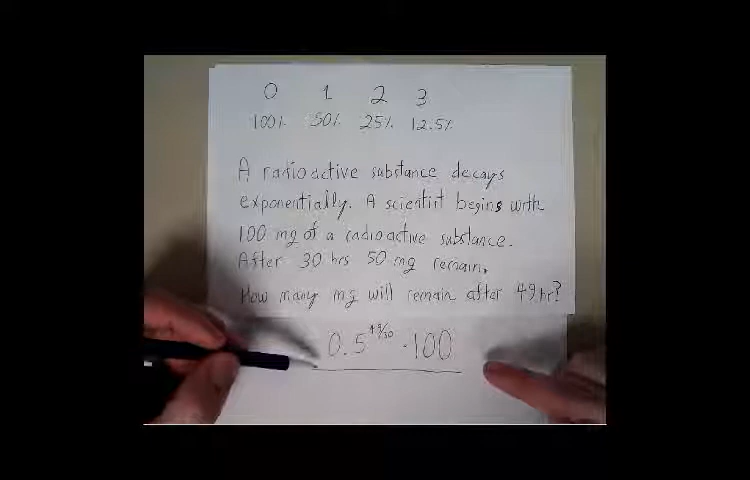 0 1 2 3
100% 50% 25% 12.5%
A radioactive substance decays
exponentially. A scientist begins with
100 mg of a radioactive substance.
After 30 hrs 50 mg remain.
How many mg will remain after 49 hr?
0.5^49/30 · 100